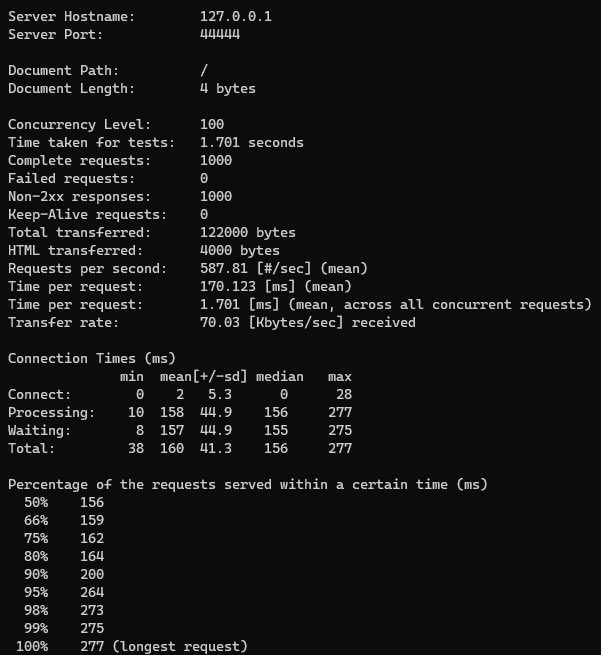 Server Hostname:        127.0.0.1
Server Port:            44444

Document Path:          /
Document Length:        4 bytes

Concurrency Level:      100
Time taken for tests:   1.701 seconds
Complete requests:      1000
Failed requests:        0
Non-2xx responses:      1000
Keep-Alive requests:    0
Total transferred:      122000 bytes
HTML transferred:       4000 bytes
Requests per second:    587.81 [#/sec] (mean)
Time per request:       170.123 [ms] (mean)
Time per request:       1.701 [ms] (mean, across all concurrent requests)
Transfer rate:          70.03 [Kbytes/sec] received

Connection Times (ms)
              min  mean[+/-sd] median   max
Connect:        0    2   5.3      0      28
Processing:    10  158  44.9    156     277
Waiting:        8  157  44.9    155     275
Total:         38  160  41.3    156     277

Percentage of the requests served within a certain time (ms)
  50%    156
  66%    159
  75%    162
  80%    164
  90%    200
  95%    264
  98%    273
  99%    275
 100%    277 (longest request)